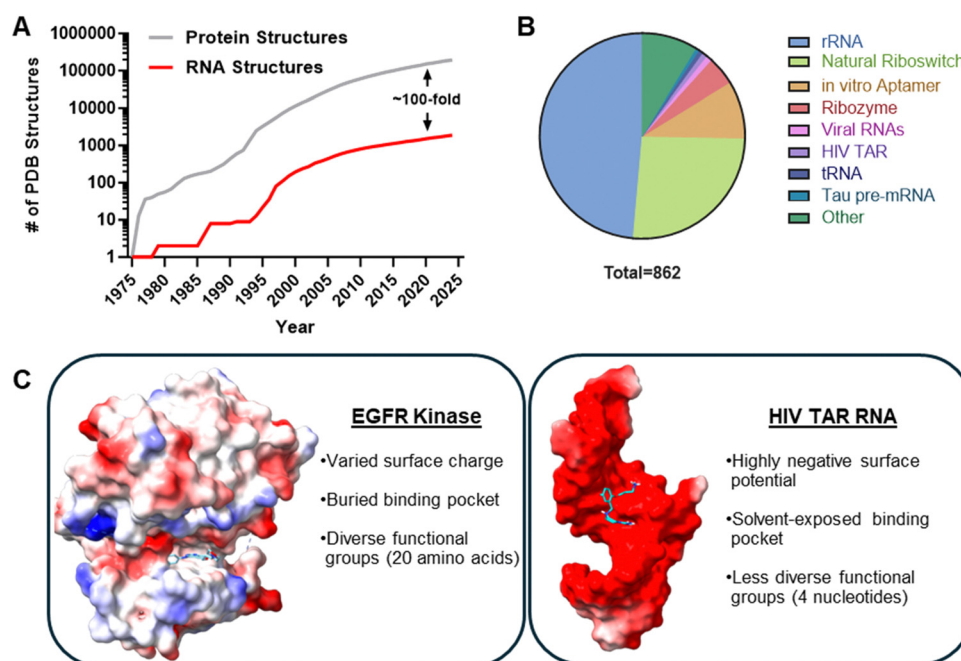 A
# of PDB Structures
1000000
100000
10000
1000
100
10
1
Protein Structures
RNA Structures
~100-fold
1975
1980
1985
1990
1995
2000
2005
2010
2015
2020
2025
Year
B
Total=862
rRNA
Natural Riboswitch
in vitro Aptamer
Ribozyme
Viral RNAs
HIV TAR
tRNA
Tau pre-mRNA
Other
C
EGFR Kinase
•Varied surface charge
•Buried binding pocket
•Diverse functional
groups (20 amino acids)
HIV TAR RNA
•Highly negative surface
potential
•Solvent-exposed binding
pocket
•Less diverse functional
groups (4 nucleotides)